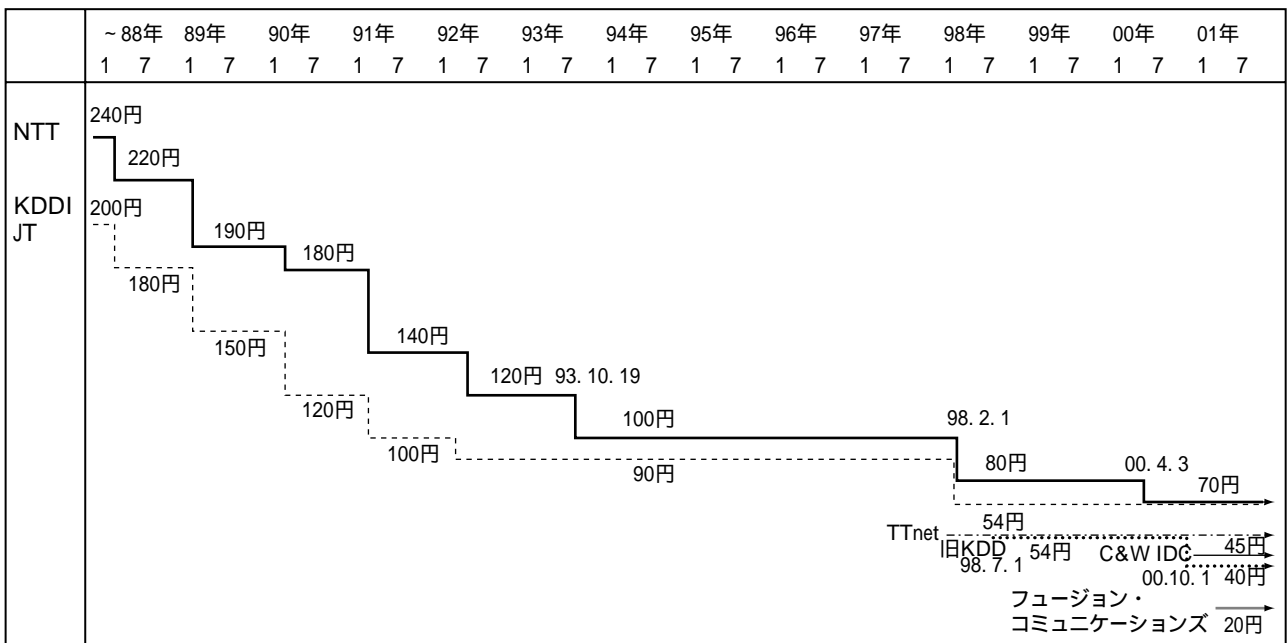 ~88年 89年 90年 91年 92年 93年 94年 95年 96年 97年 98年 99年 00年 01年
1 7 1 7 1 7 1 7 1 7 1 7 1 7 1 7 1 7 1 7 1 7 1 7 1 7 1 7
240円
NTT
220円
KDDI
JT
200円
190円
180円
180円
150円
140円
120円
120円 93. 10. 19
100円
100円
90円
98. 2. 1
80円
00. 4. 3
70円
TTnet
54円
旧KDD
98. 7. 1
54円
C&W IDC
45円
00.10. 1
40円
フュージョン・
コミュニケーションズ 20円